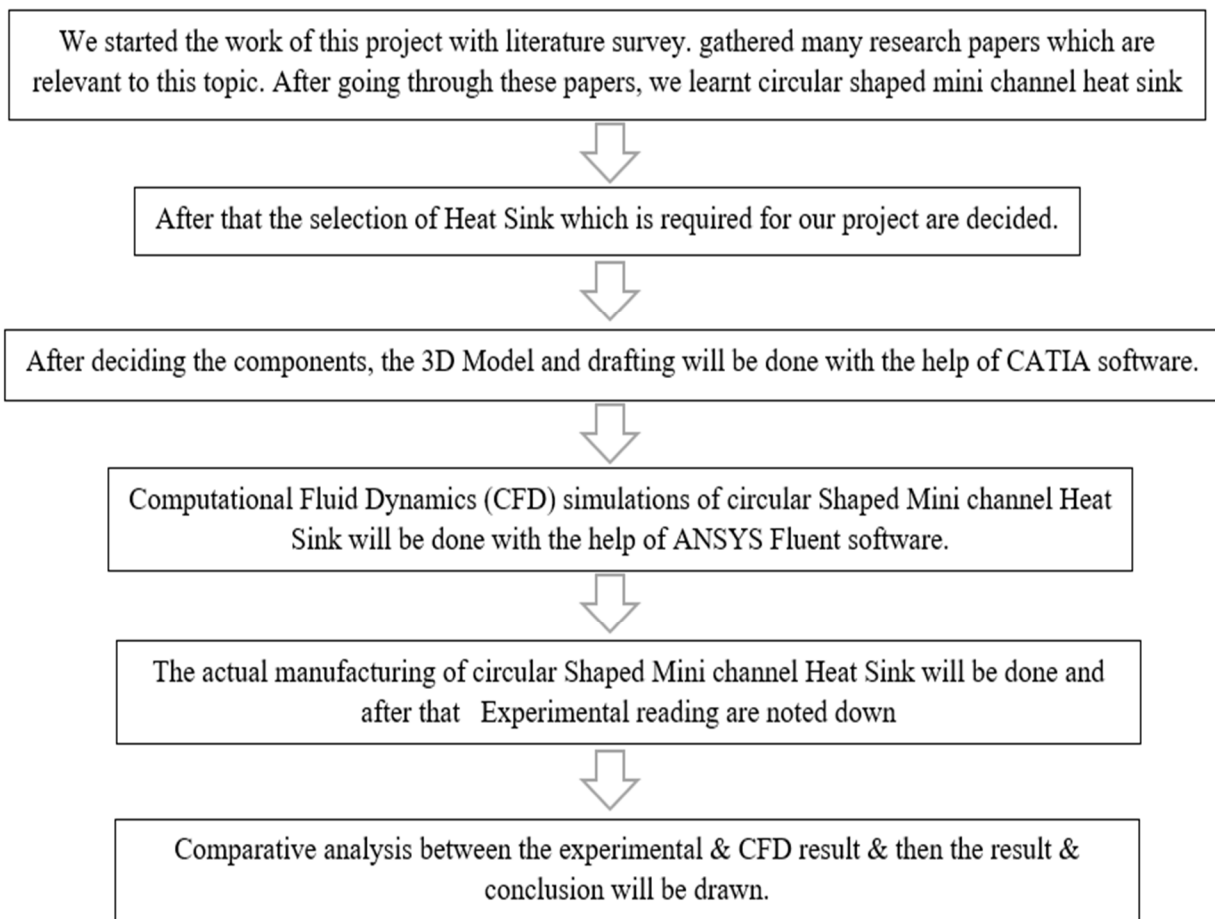 We started the work of this project with literature survey. gathered many research papers which are
relevant to this topic. After going through these papers, we learnt circular shaped mini channel heat sink
After that the selection of Heat Sink which is required for our project are decided.
After deciding the components, the 3D Model and drafting will be done with the help of CATIA software.
Computational Fluid Dynamics (CFD) simulations of circular Shaped Mini channel Heat
Sink will be done with the help of ANSYS Fluent software.
The actual manufacturing of circular Shaped Mini channel Heat Sink will be done and
after that   Experimental reading are noted down
Comparative analysis between the experimental & CFD result & then the result &
conclusion will be drawn.